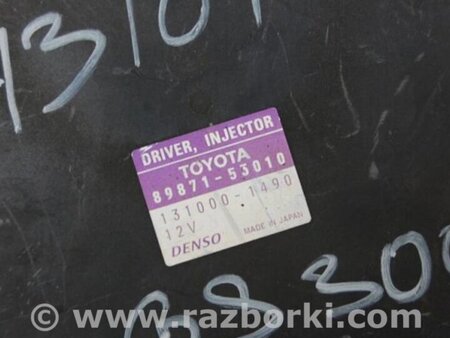 DRIVER, INJECTOR
TOYOTA
89871-53010
131000-1490
12V
DENSO MADE IN JAPAN
© www.razborki.com